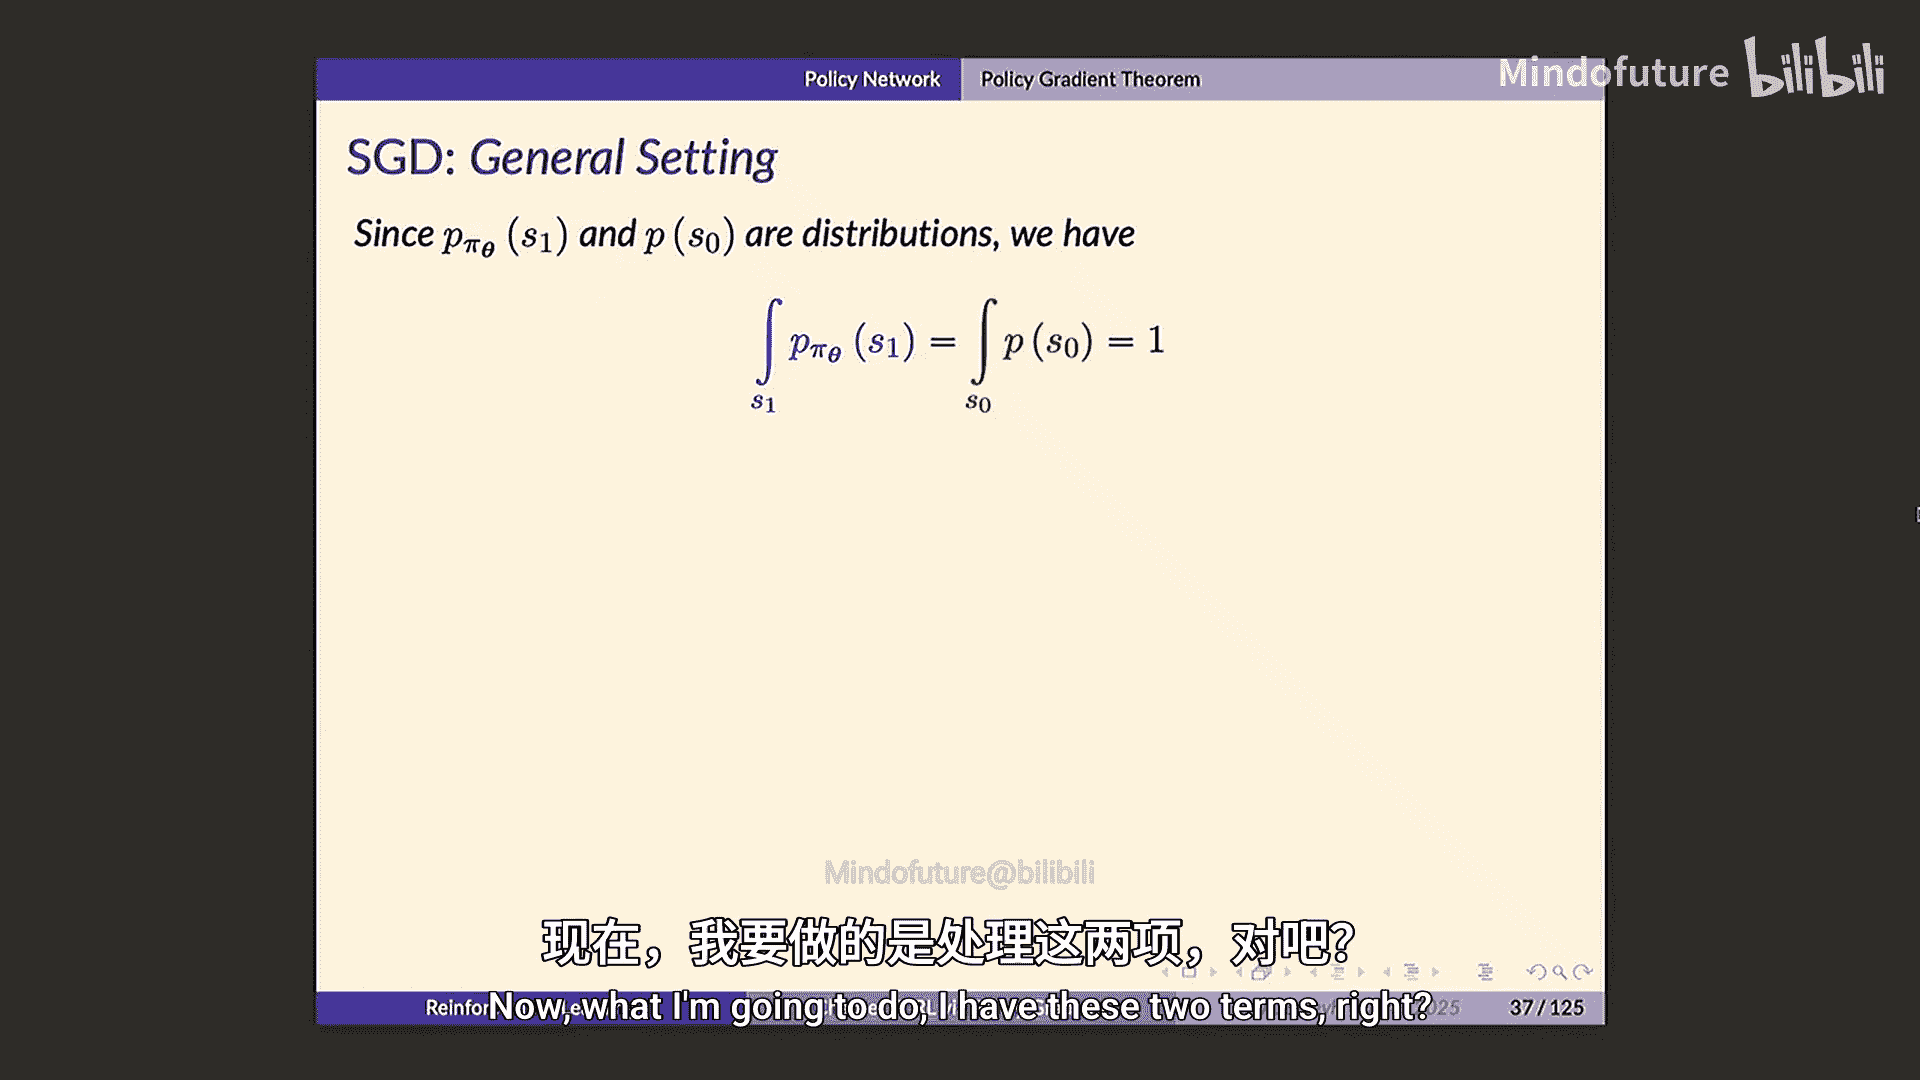 Policy Network Policy Gradient Theorem
Mindofuture bilibili
SGD: General Setting
Since p_{π_θ}(s_1) and p(s_0) are distributions, we have
∫_{s_1} p_{π_θ}(s_1) = ∫_{s_0} p(s_0) = 1
Mindofuture@bilibili
现在，我要做的是处理这两项，对吧？
Now, what I'm going to do, I have these two terms, right?
Reinfor 2025 37 / 125